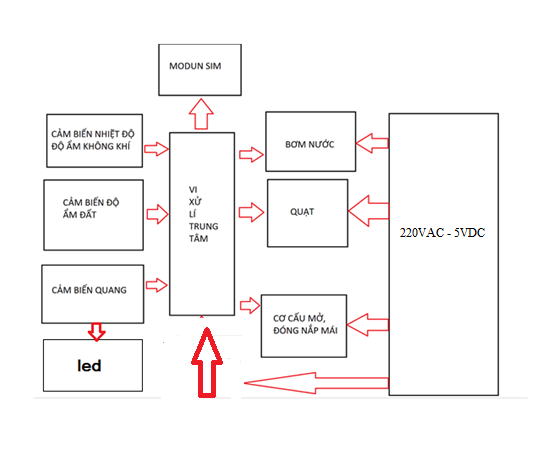 MODUN SIM
CẢM BIẾN NHIỆT ĐỘ
ĐỘ ẨM KHÔNG KHÍ
BƠM NƯỚC
VI
XỬ
LÍ
TRUNG
TÂM
CẢM BIẾN ĐỘ
ẨM ĐẤT
QUẠT
220VAC - 5VDC
CẢM BIẾN QUANG
CƠ CẤU MỞ,
ĐÓNG NẮP MÁI
led